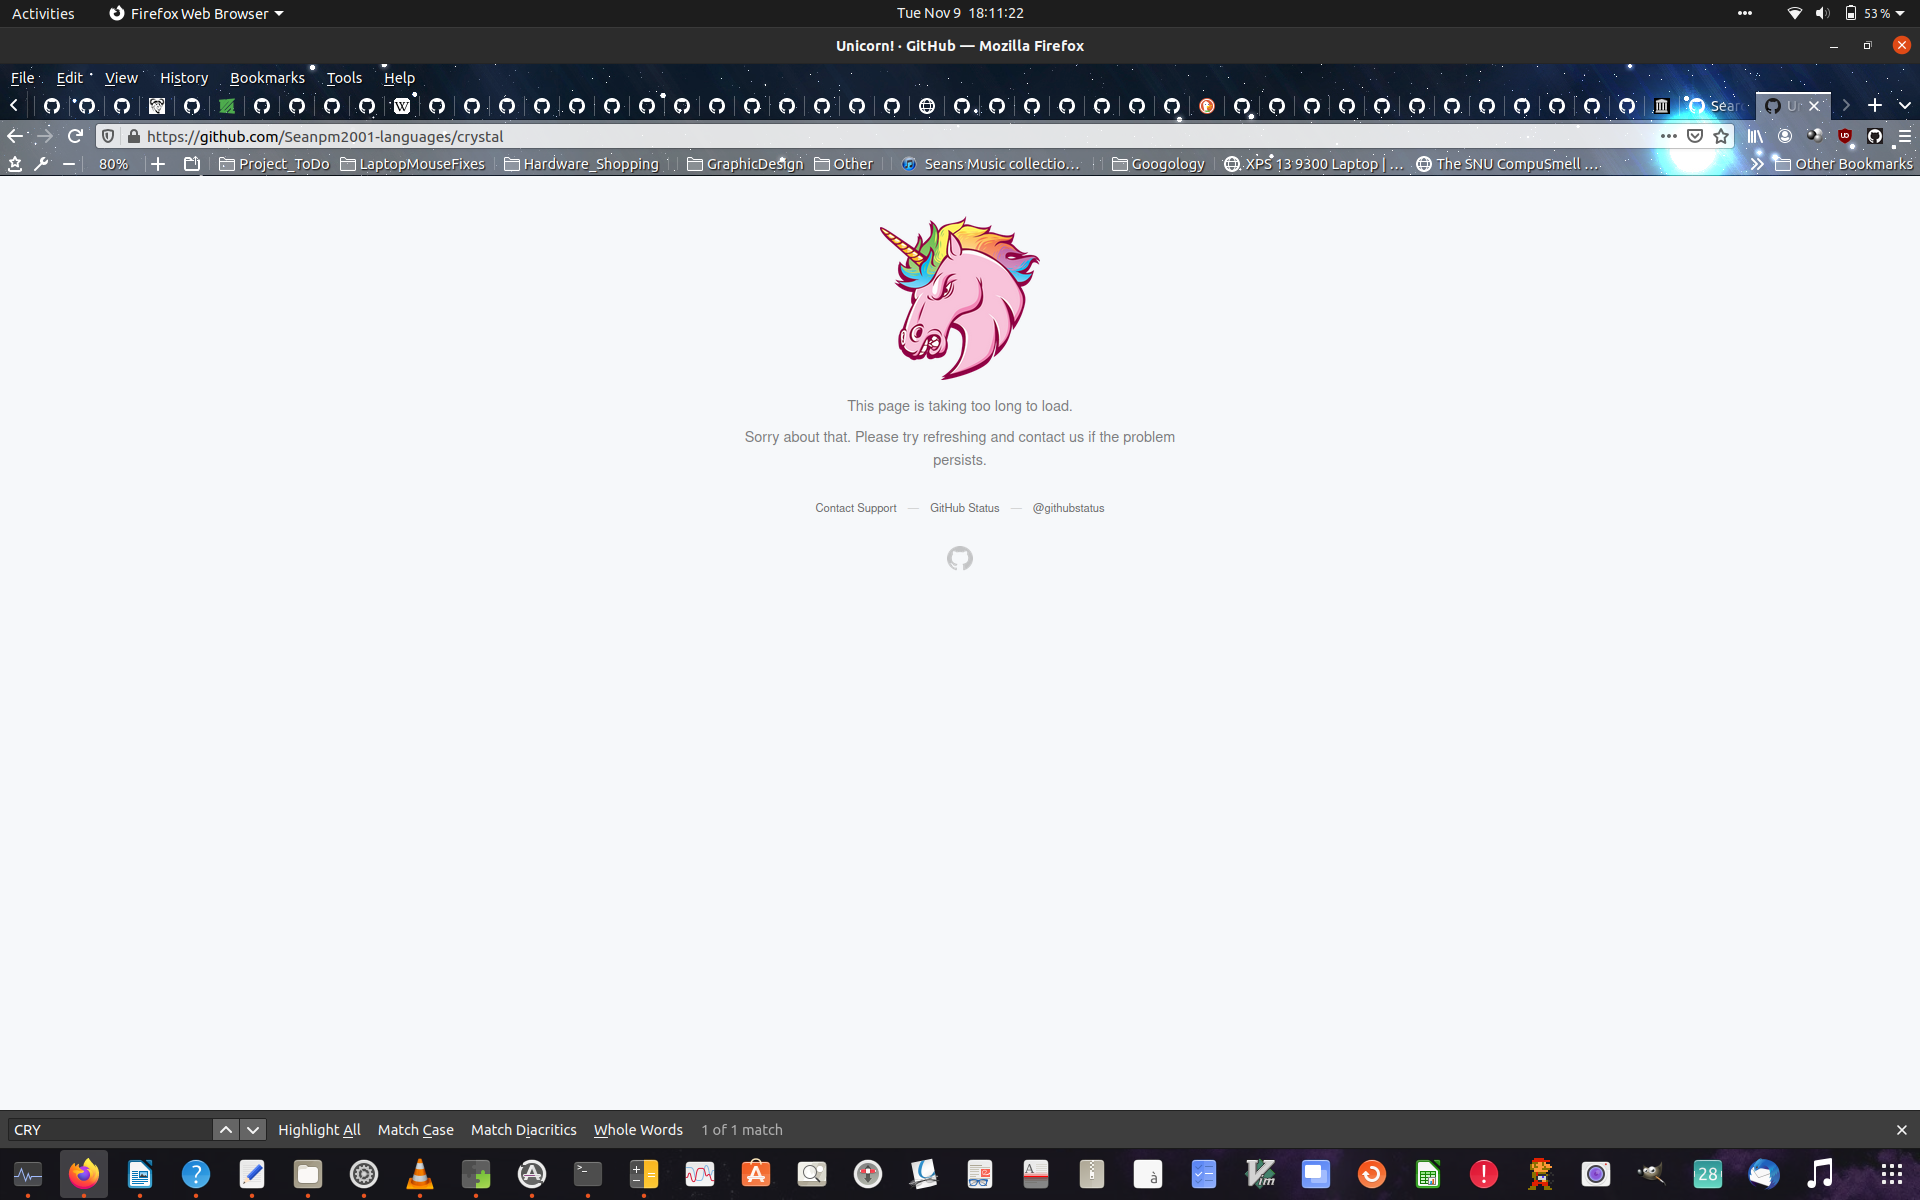 Activities Firefox Web Browser Tue Nov 9 18:11:22 53 %
Unicorn! · GitHub — Mozilla Firefox
File Edit View History Bookmarks Tools Help
W Sear
https://github.com/Seanpm2001-languages/crystal
80% Project_ToDo LaptopMouseFixes Hardware_Shopping GraphicDesign Other Seans Music collectio… Googology XPS 13 9300 Laptop | … The SNU CompuSmell … Other Bookmarks
This page is taking too long to load.
Sorry about that. Please try refreshing and contact us if the problem
persists.
Contact Support — GitHub Status — @githubstatus
CRY Highlight All Match Case Match Diacritics Whole Words 1 of 1 match
28